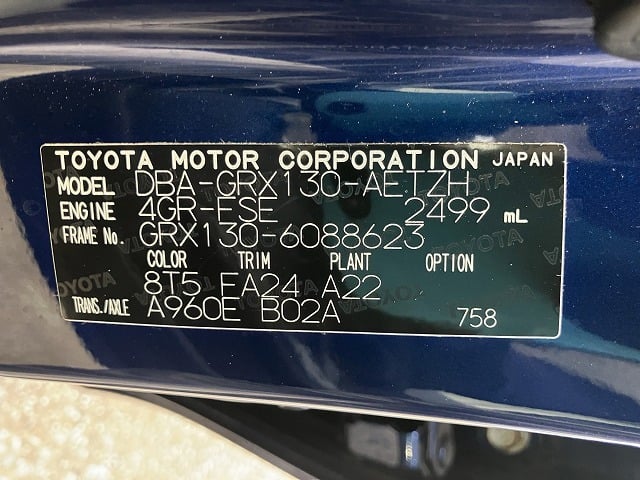 TOYOTA MOTOR CORPORATION JAPAN
MODEL DBA-GRX130-AETZH
ENGINE 4GR-FSE 2499 mL
FRAME No. GRX130-6088623
COLOR TRIM PLANT OPTION
8T5 FA24 A22
TRANS./AXLE A960E B02A 758